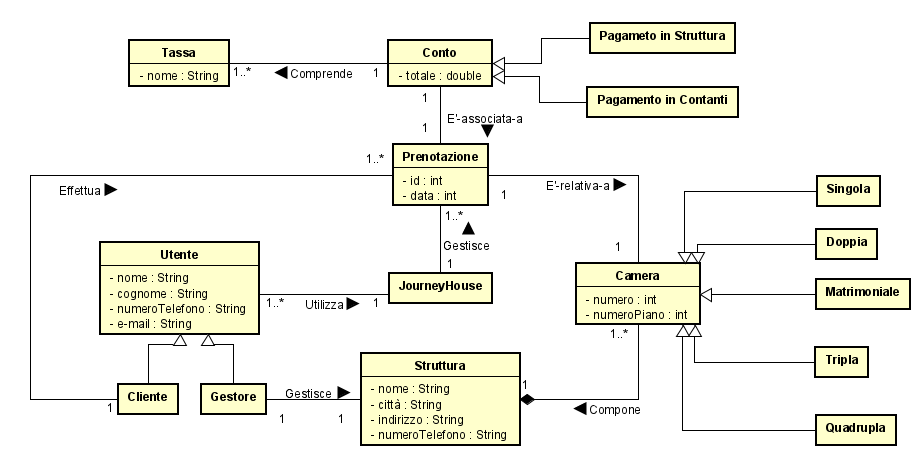 Pagameto in Struttura
Tassa
- nome : String
1..*
Comprende
1
Conto
- totale : double
Pagamento in Contanti
1
E'-associata-a
1
Prenotazione
- id : int
- data : int
1..*
Effettua
1
E'-relativa-a
1
Singola
Doppia
Matrimoniale
Tripla
Quadrupla
1..*
Gestisce
1
JourneyHouse
Utente
- nome : String
- cognome : String
- numeroTelefono : String
- e-mail : String
1..*
Utilizza
1
Camera
- numero : int
- numeroPiano : int
1..*
Cliente
1
Gestore
Gestisce
1
1
Struttura
- nome : String
- città : String
- indirizzo : String
- numeroTelefono : String
1
Compone